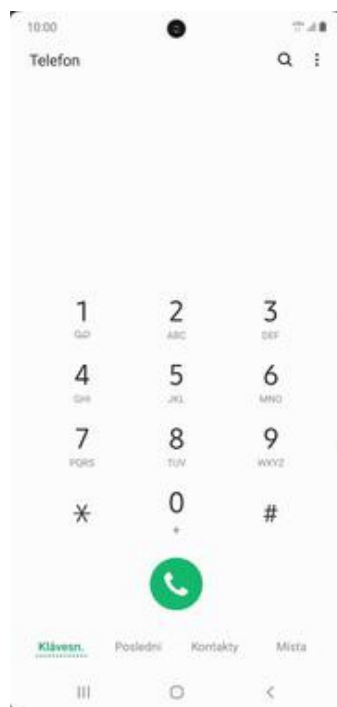 10:00
Telefon
1 2 3
ABC DEF
4 5 6
GHI JKL MNO
7 8 9
PQRS TUV WXYZ
* 0 #
+
Klávesn. Poslední Kontakty Místa